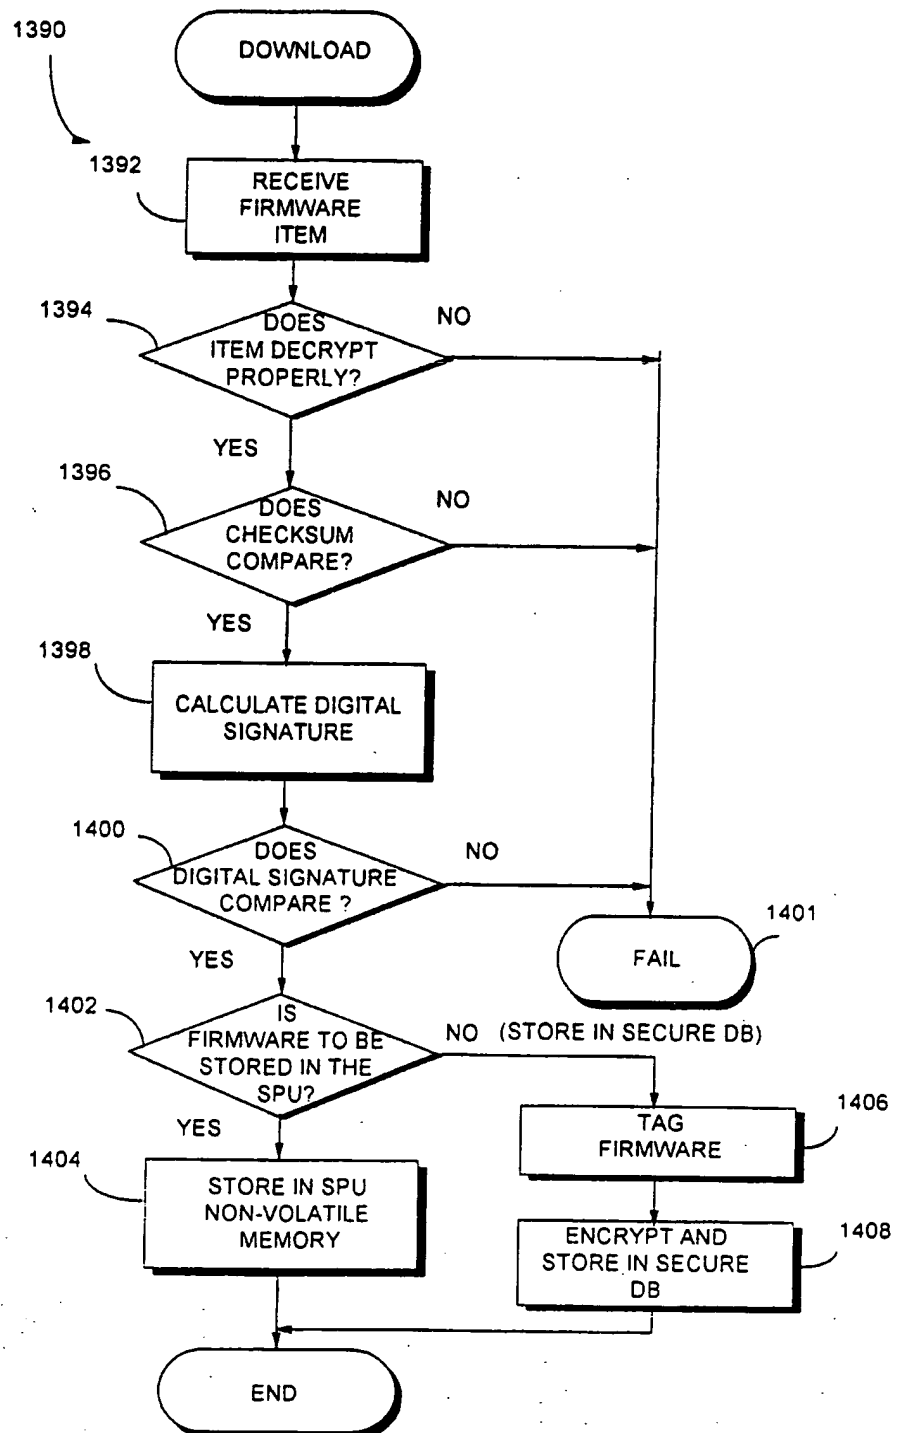 1390
DOWNLOAD
1392
RECEIVE
FIRMWARE
ITEM
1394
DOES
ITEM DECRYPT
PROPERLY?
NO
YES
1396
DOES
CHECKSUM
COMPARE?
NO
YES
1398
CALCULATE DIGITAL
SIGNATURE
1400
DOES
DIGITAL SIGNATURE
COMPARE ?
NO
1401
FAIL
YES
1402
IS
FIRMWARE TO BE
STORED IN THE
SPU?
NO (STORE IN SECURE DB)
YES
1406
TAG
FIRMWARE
1404
STORE IN SPU
NON-VOLATILE
MEMORY
1408
ENCRYPT AND
STORE IN SECURE
DB
END